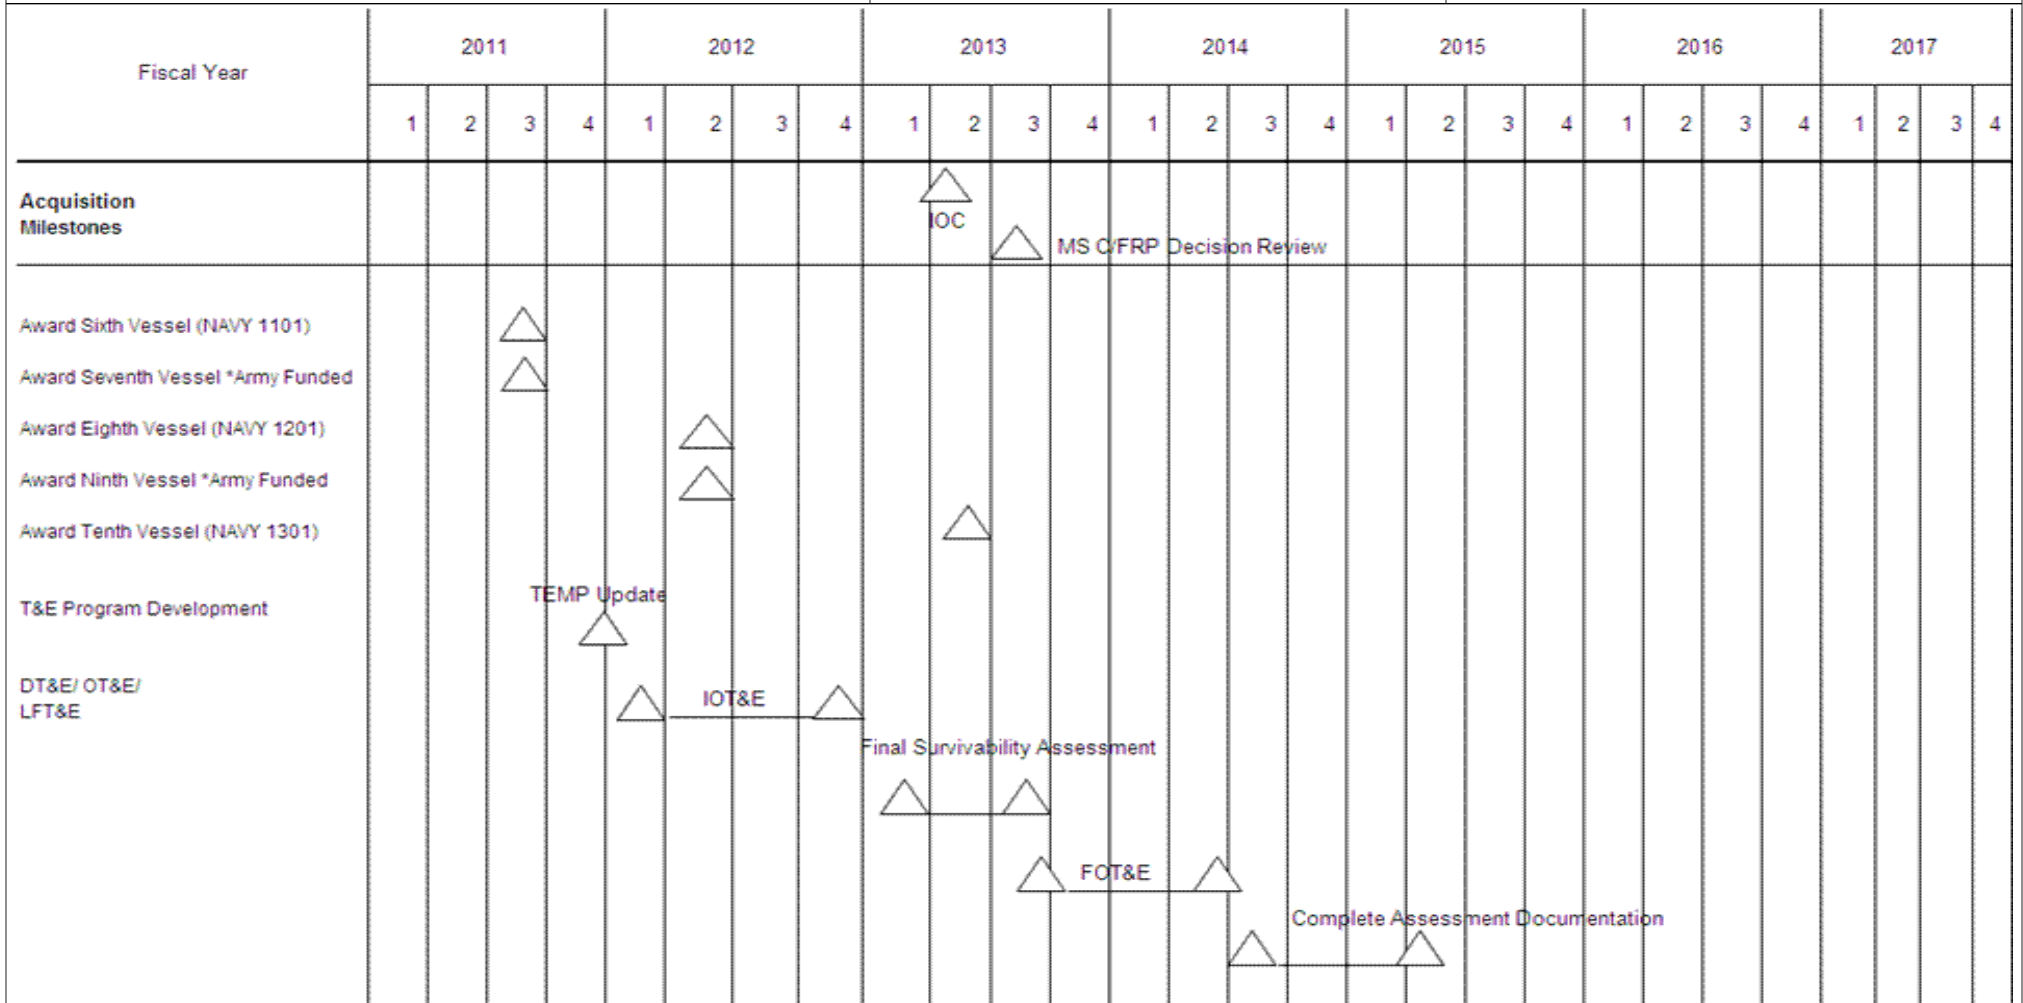 2011 2012 2013 2014 2015 2016 2017
Fiscal Year
1 2 3 4 1 2 3 4 1 2 3 4 1 2 3 4 1 2 3 4 1 2 3 4 1 2 3 4
Acquisition
Milestones
IOC
MS C/FRP Decision Review
Award Sixth Vessel (NAVY 1101)
Award Seventh Vessel *Army Funded
Award Eighth Vessel (NAVY 1201)
Award Ninth Vessel *Army Funded
Award Tenth Vessel (NAVY 1301)
TEMP Update
T&E Program Development
DT&E/ OT&E/
LFT&E
IOT&E
Final Survivability Assessment
FOT&E
Complete Assessment Documentation